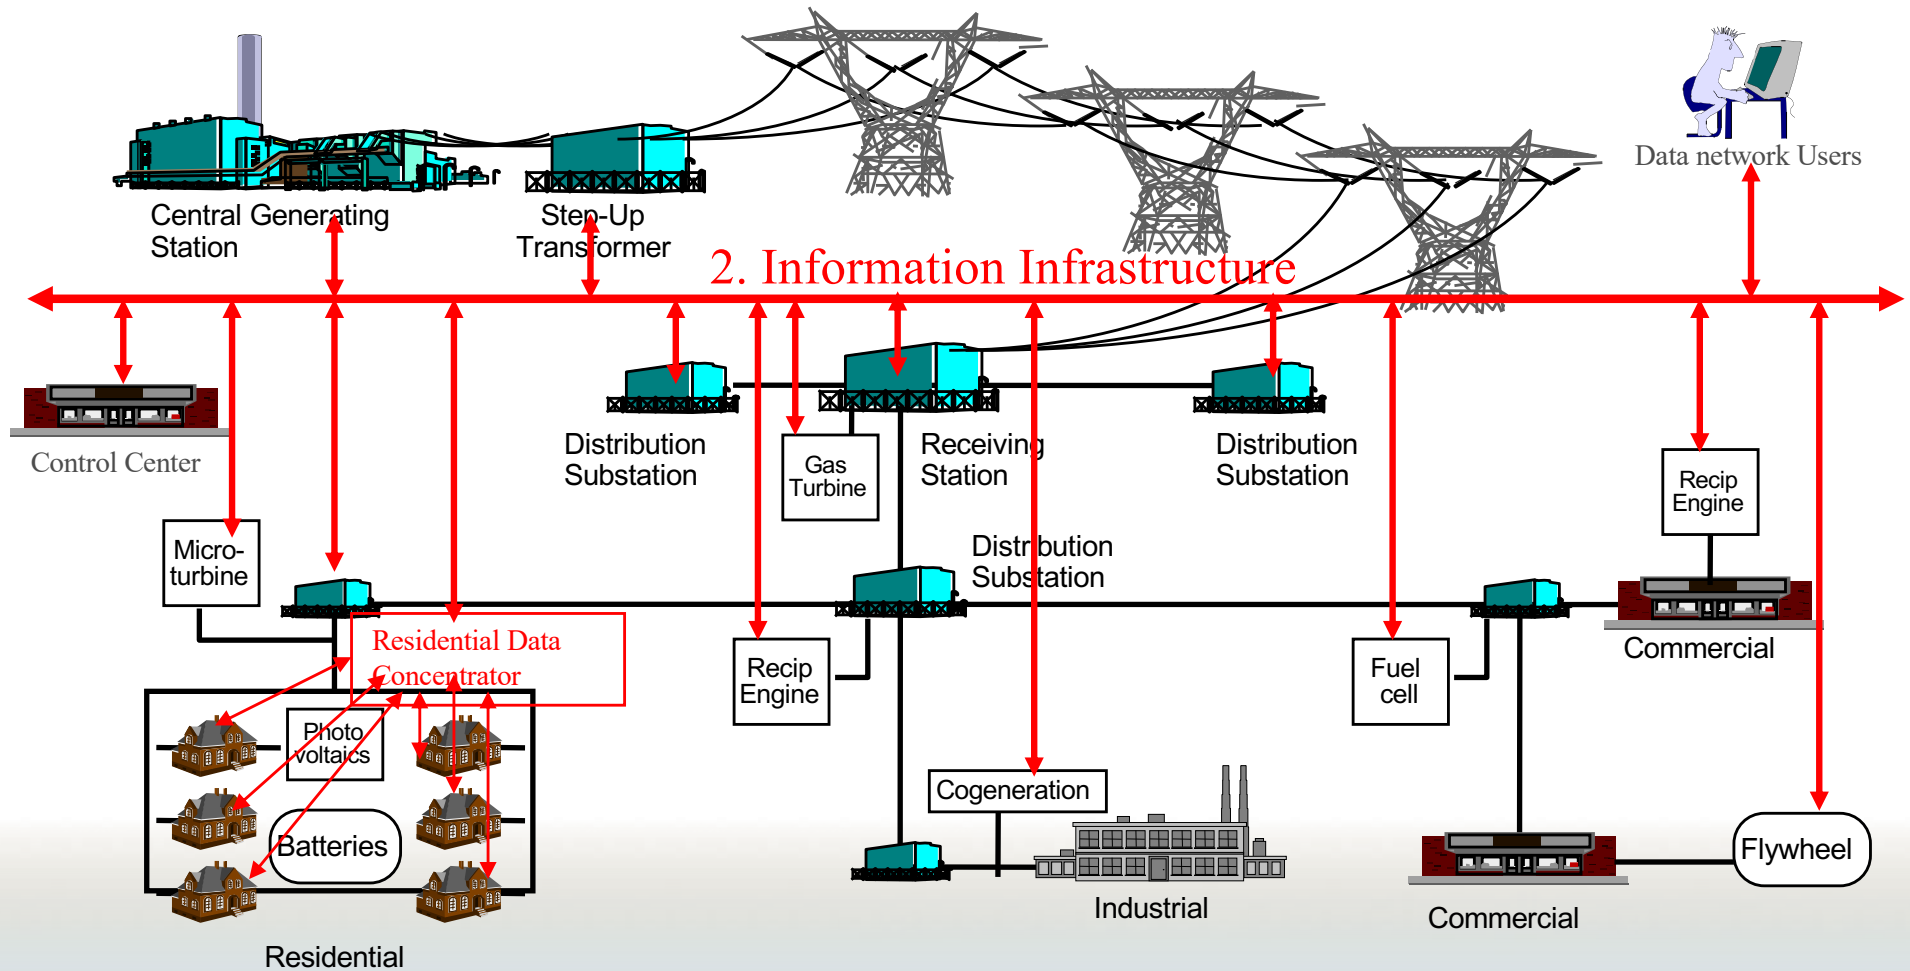 Data network Users
Central Generating
Station
Step-Up
Transformer
2. Information Infrastructure
Control Center
Distribution
Substation
Gas
Turbine
Receiving
Station
Distribution
Substation
Recip
Engine
Micro-
turbine
Distribution
Substation
Residential Data
Concentrator
Recip
Engine
Fuel
cell
Commercial
Photo
voltaics
Cogeneration
Batteries
Flywheel
Industrial
Commercial
Residential